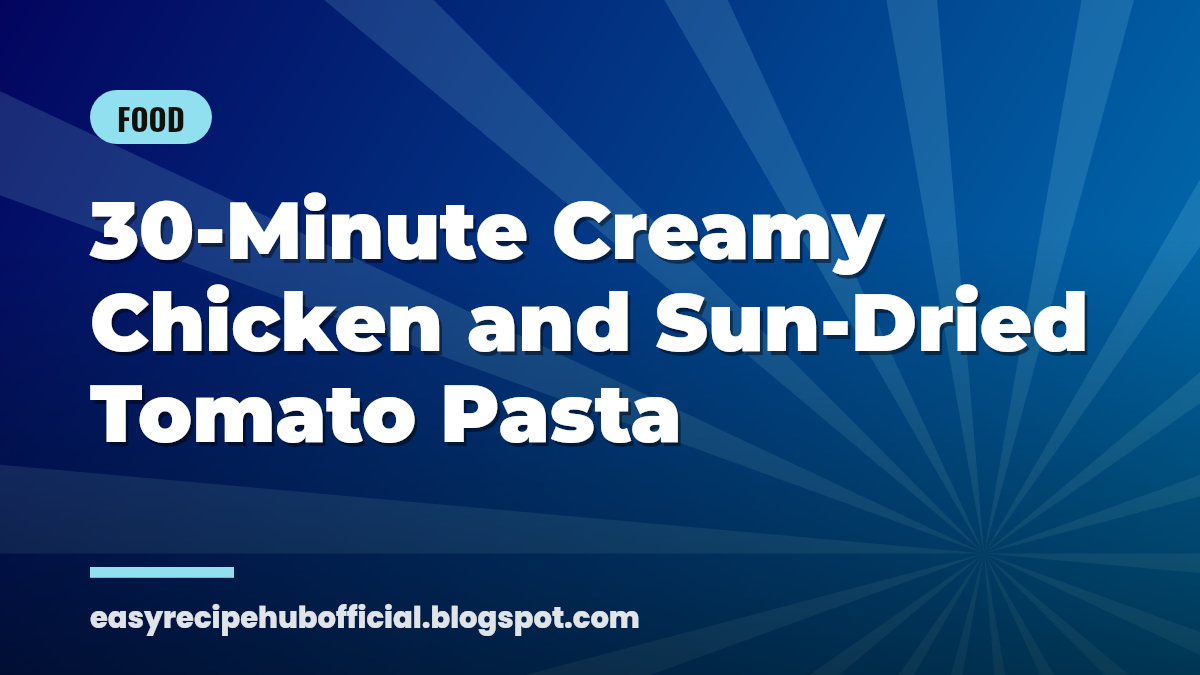 FOOD
30-Minute Creamy
Chicken and Sun-Dried
Tomato Pasta
easyrecipehubofficial.blogspot.com